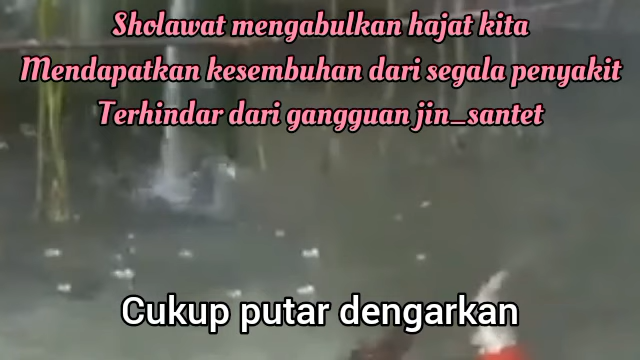 Sholawat mengabulkan hajat kita
Mendapatkan kesembuhan dari segala penyakit
Terhindar dari gangguan jin_santet
Cukup putar dengarkan